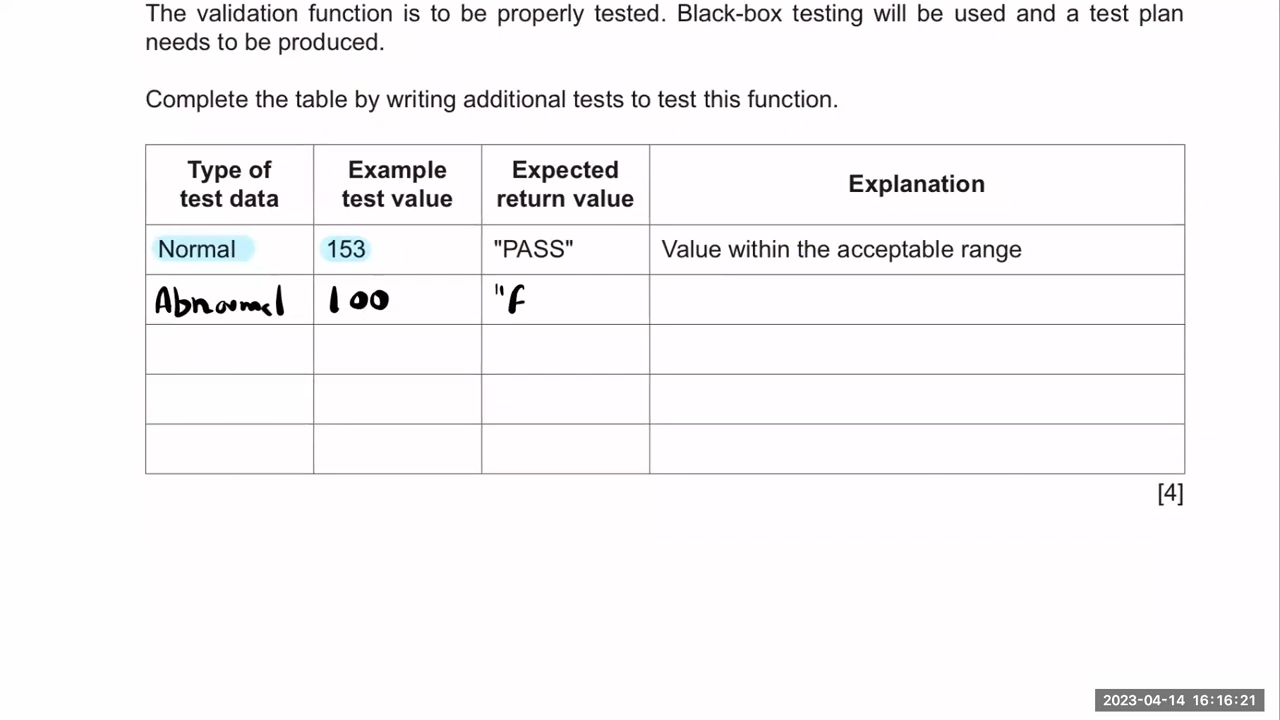 The validation function is to be properly tested. Black-box testing will be used and a test plan
needs to be produced.
Complete the table by writing additional tests to test this function.
Type of test data Example test value Expected return value Explanation
Normal 153 "PASS" Value within the acceptable range
Abnormal 100 "f
[4]
2023-04-14 16:16:21